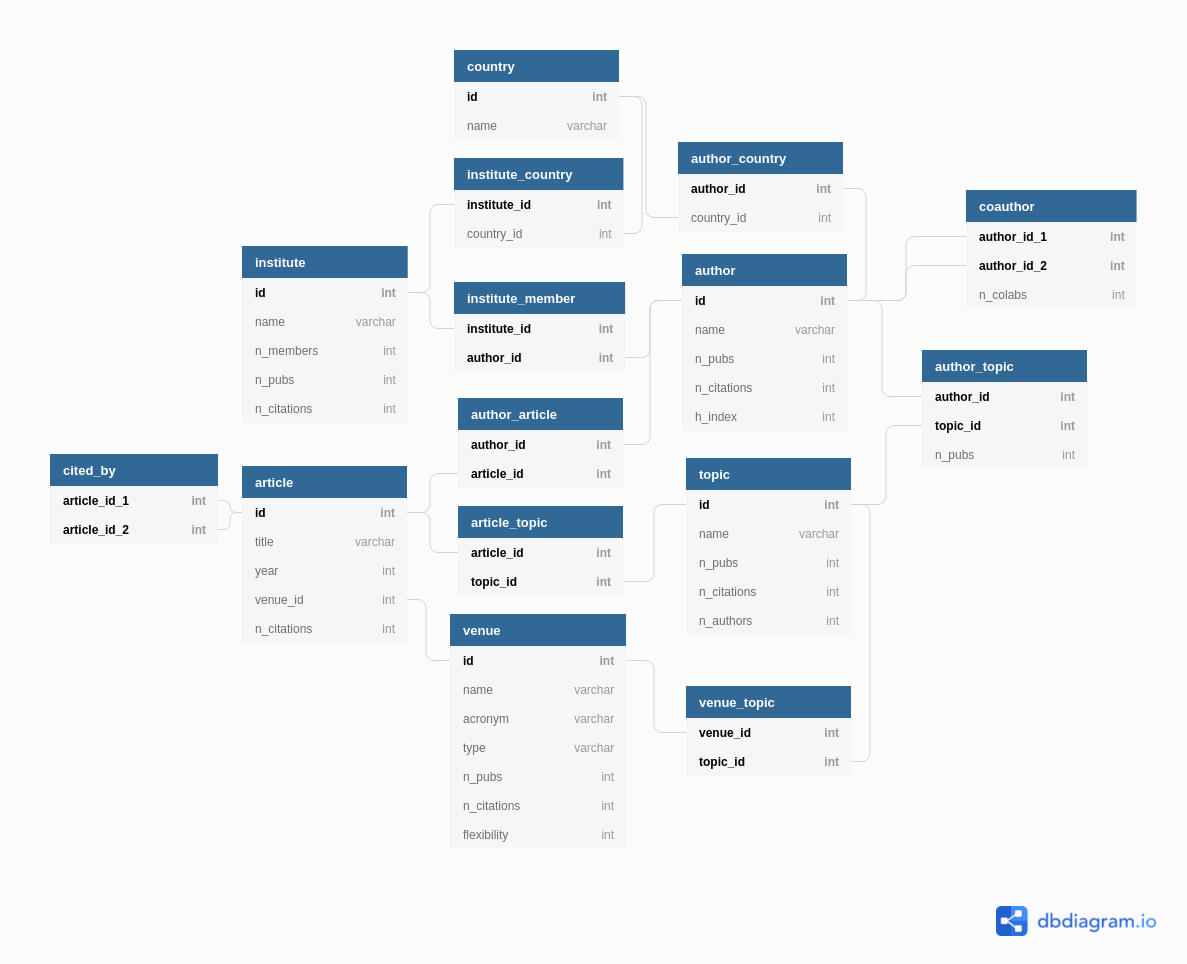 country
id int
name varchar
institute_country
institute_id int
country_id int
author_country
author_id int
country_id int
coauthor
author_id_1 int
author_id_2 int
n_colabs int
institute
id int
name varchar
n_members int
n_pubs int
n_citations int
institute_member
institute_id int
author_id int
author
id int
name varchar
n_pubs int
n_citations int
h_index int
author_topic
author_id int
topic_id int
n_pubs int
author_article
author_id int
article_id int
cited_by
article_id_1 int
article_id_2 int
article
id int
title varchar
year int
venue_id int
n_citations int
article_topic
article_id int
topic_id int
topic
id int
name varchar
n_pubs int
n_citations int
n_authors int
venue
id int
name varchar
acronym varchar
type varchar
n_pubs int
n_citations int
flexibility int
venue_topic
venue_id int
topic_id int
dbdiagram.io